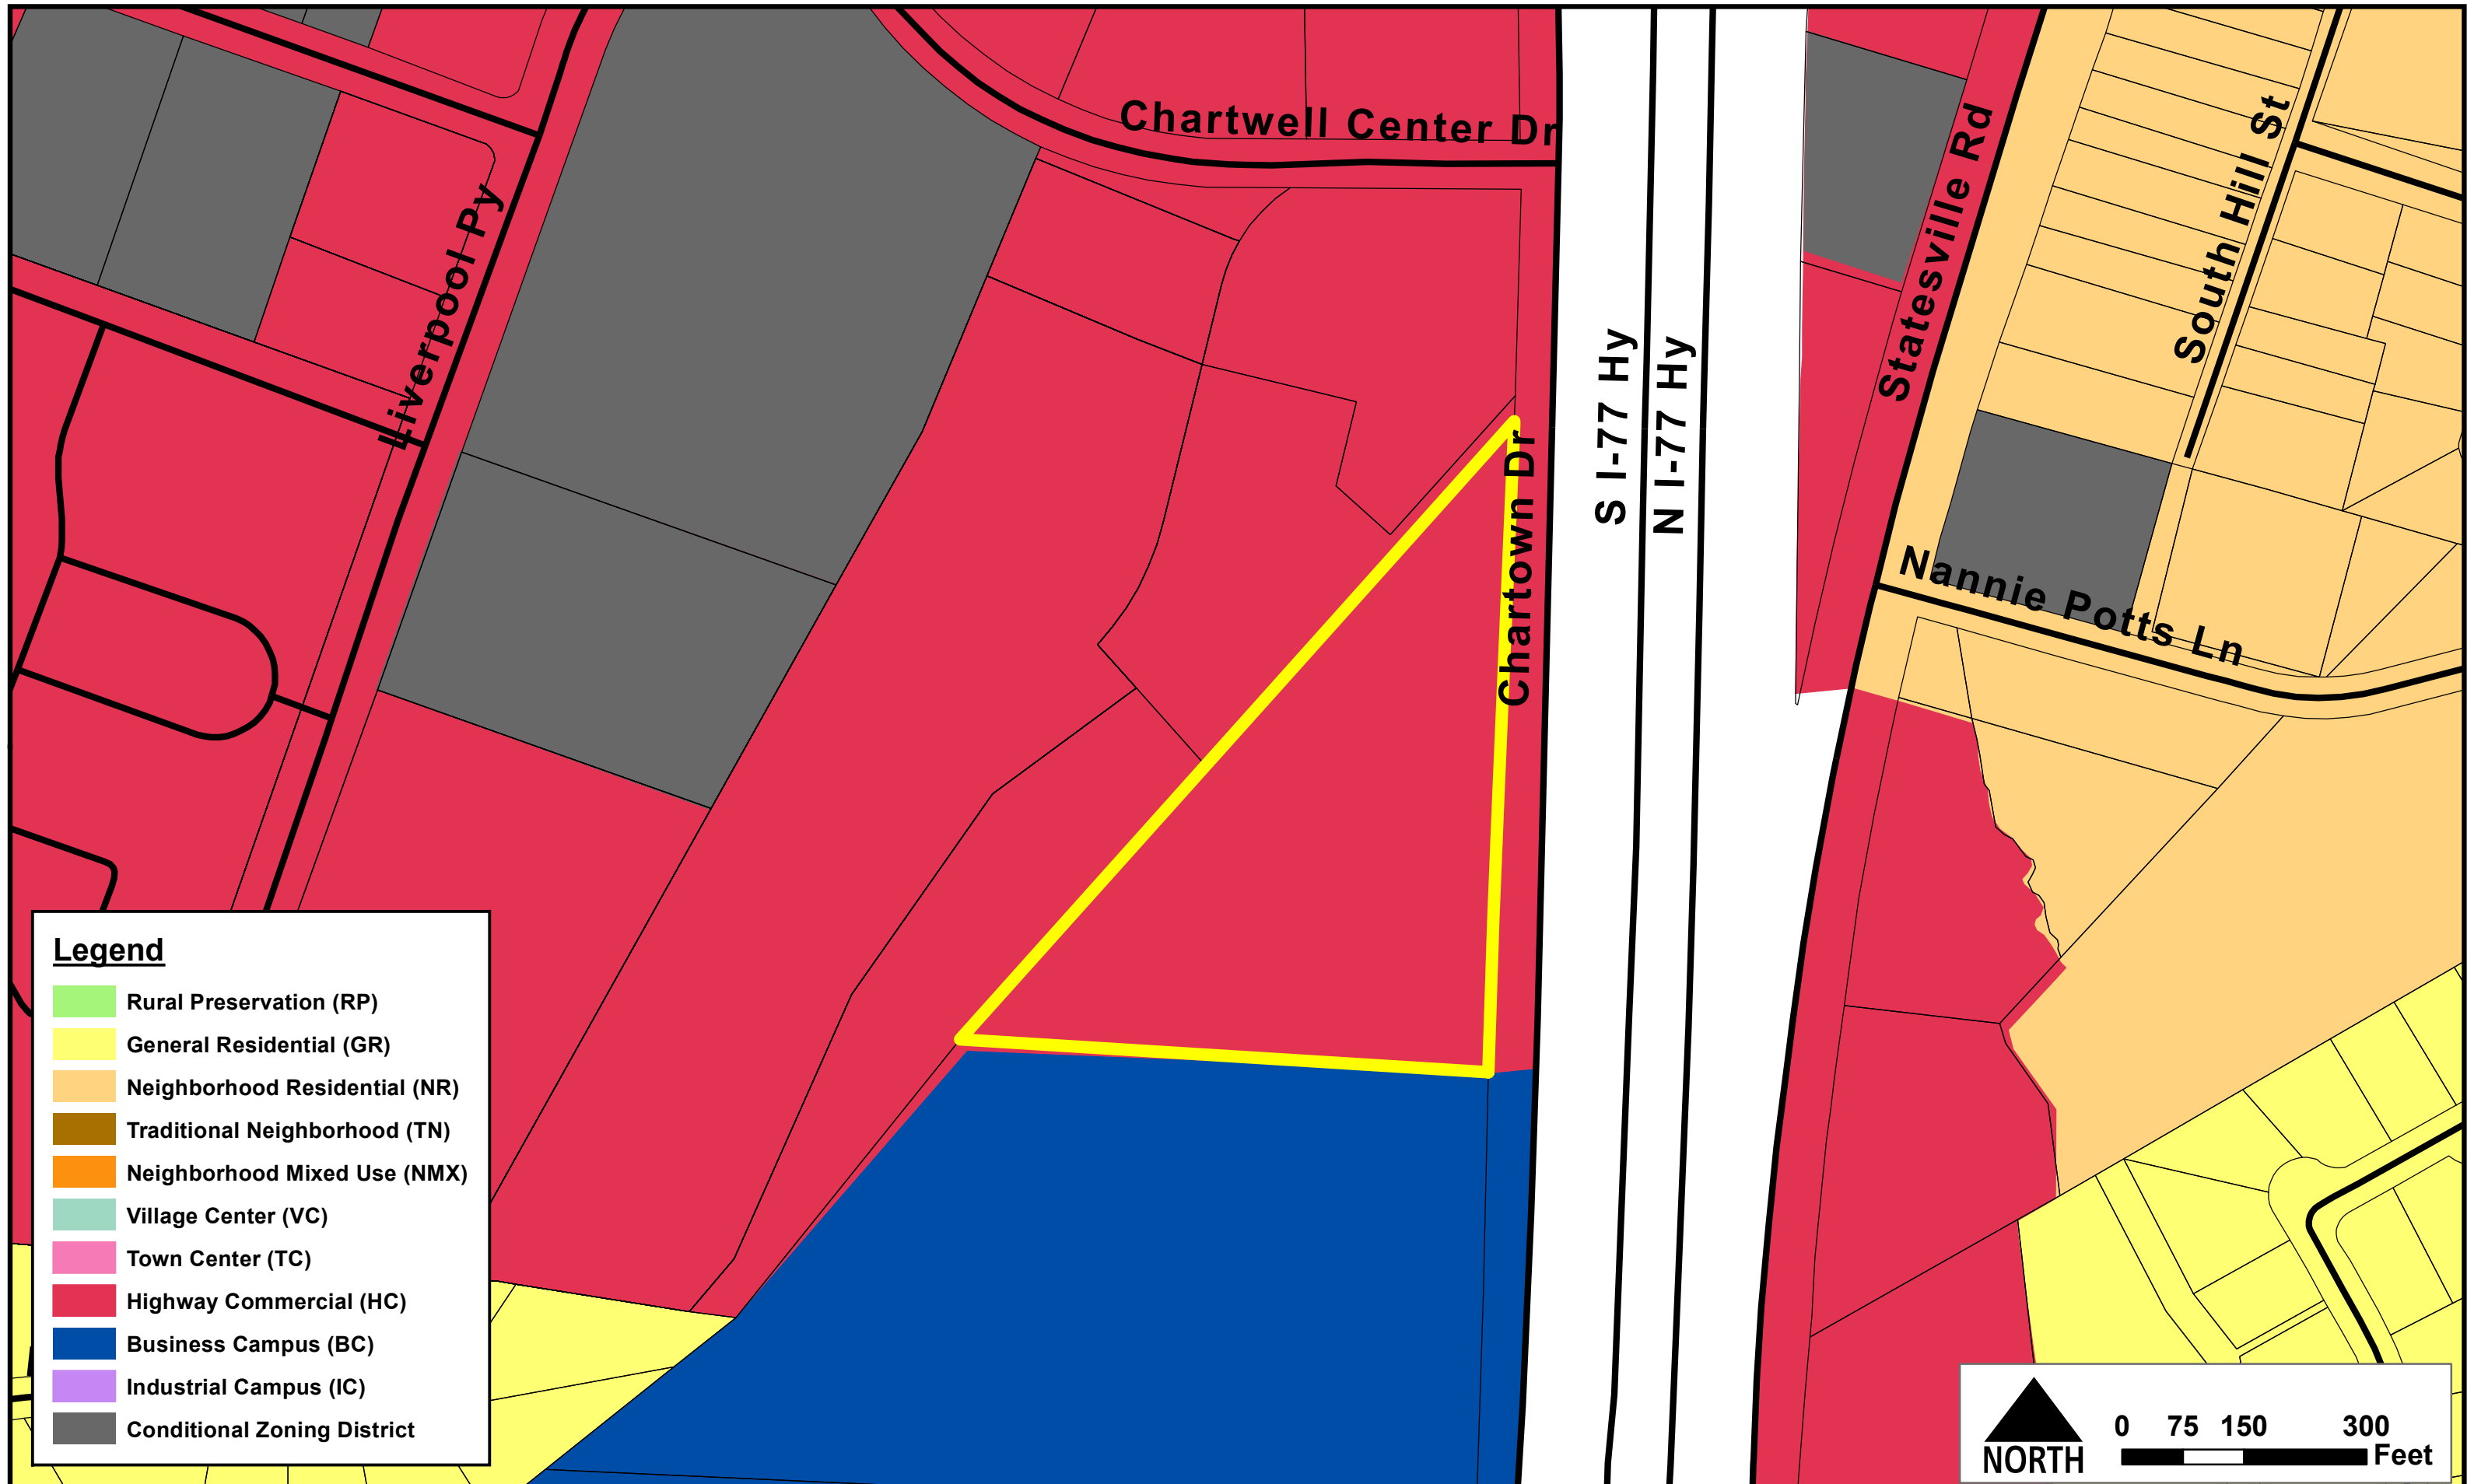 Chartwell Center Dr
Liverpool Py
Statesville Rd
South Hill St
S I-77 Hy
N I-77 Hy
Chartown Dr
Nannie Potts Ln
Legend
Rural Preservation (RP)
General Residential (GR)
Neighborhood Residential (NR)
Traditional Neighborhood (TN)
Neighborhood Mixed Use (NMX)
Village Center (VC)
Town Center (TC)
Highway Commercial (HC)
Business Campus (BC)
Industrial Campus (IC)
Conditional Zoning District
NORTH
0 75 150 300
Feet